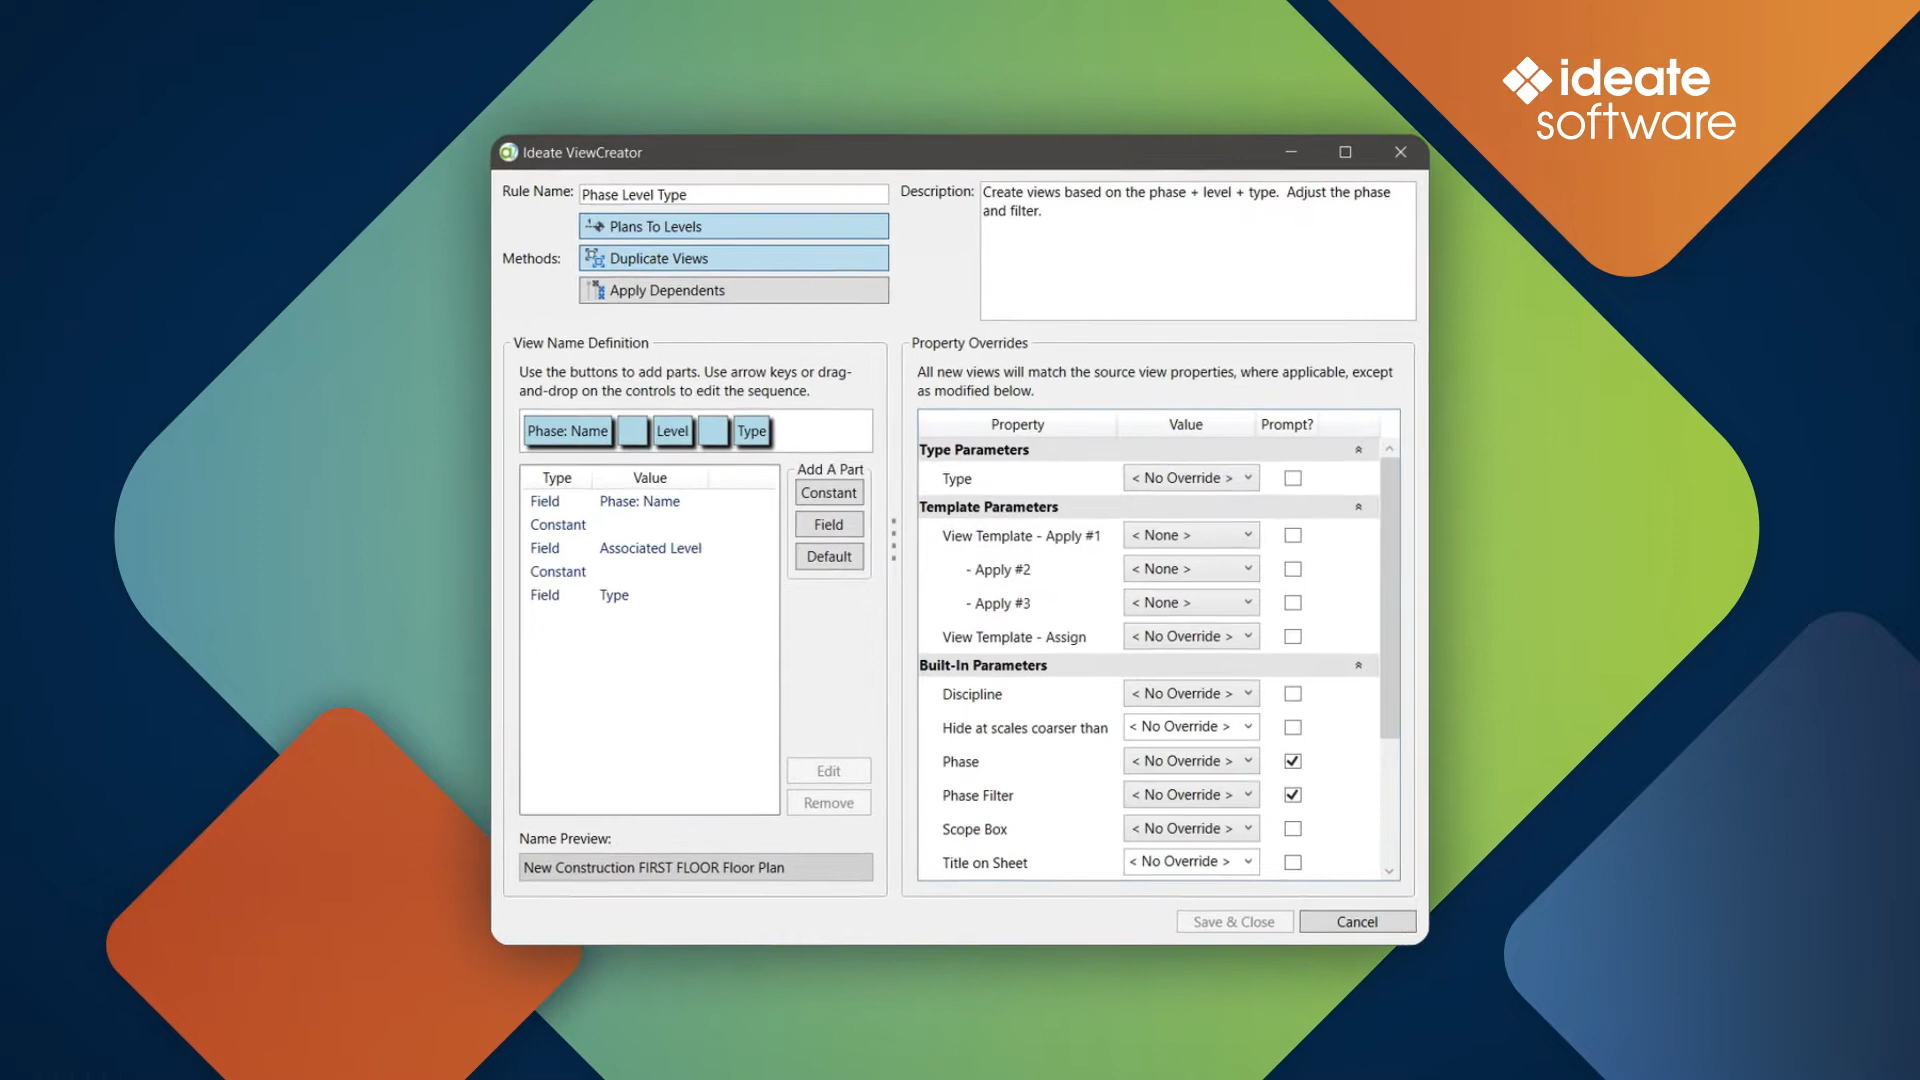 ideate
software
Ideate ViewCreator
Rule Name: Phase Level Type
Methods:
Plans To Levels
Duplicate Views
Apply Dependents
Description: Create views based on the phase + level + type.  Adjust the phase
and filter.
View Name Definition
Use the buttons to add parts. Use arrow keys or drag-
and-drop on the controls to edit the sequence.
Phase: Name Level Type
Type Value
Field Phase: Name
Constant
Field Associated Level
Constant
Field Type
Add A Part
Constant
Field
Default
Edit
Remove
Name Preview:
New Construction FIRST FLOOR Floor Plan
Property Overrides
All new views will match the source view properties, where applicable, except
as modified below.
Property Value Prompt?
Type Parameters
Type < No Override >
Template Parameters
View Template - Apply #1 < None >
- Apply #2 < None >
- Apply #3 < None >
View Template - Assign < No Override >
Built-In Parameters
Discipline < No Override >
Hide at scales coarser than < No Override >
Phase < No Override >
Phase Filter < No Override >
Scope Box < No Override >
Title on Sheet < No Override >
Save & Close Cancel